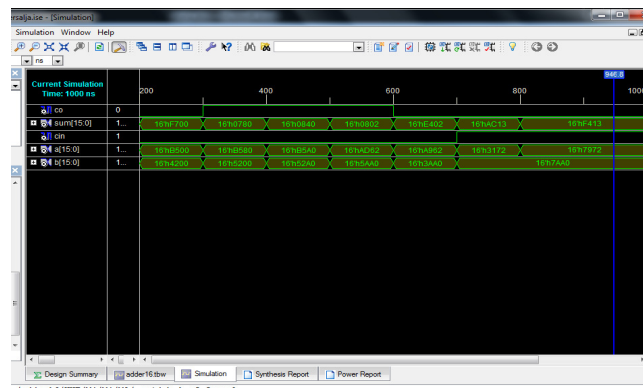 ersalja.ise - [Simulation]
Simulation Window Help
ns
946.8
Current Simulation
Time: 1000 ns
200 400 600 800 1000
co 0
sum[15:0] 1... 16'hF700 16'h0780 16'h0840 16'h0802 16'hE402 16'hAC13 16'hF413
cin 1
a[15:0] 1... 16'hB500 16'hB580 16'hB5A0 16'hAD62 16'hA962 16'h3172 16'h7972
b[15:0] 1... 16'h4200 16'h5200 16'h52A0 16'h5AA0 16'h3AA0 16'h7AA0
Design Summary adder16.tbw Simulation Synthesis Report Power Report